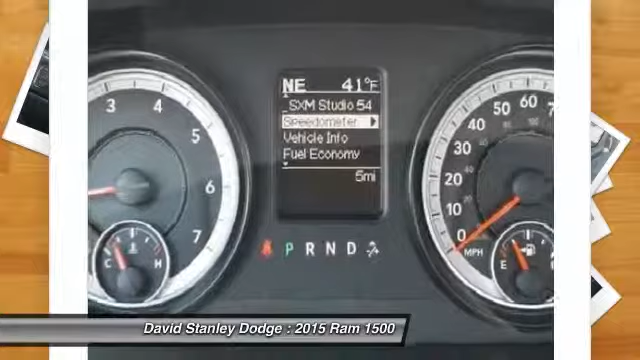 NE 41°F
SXM Studio 54
Speedometer
Vehicle Info
Fuel Economy
5mi
3 4 5 6 7
C H
P R N D
0 10 20 30 40 50 60
MPH
E
David Stanley Dodge : 2015 Ram 1500